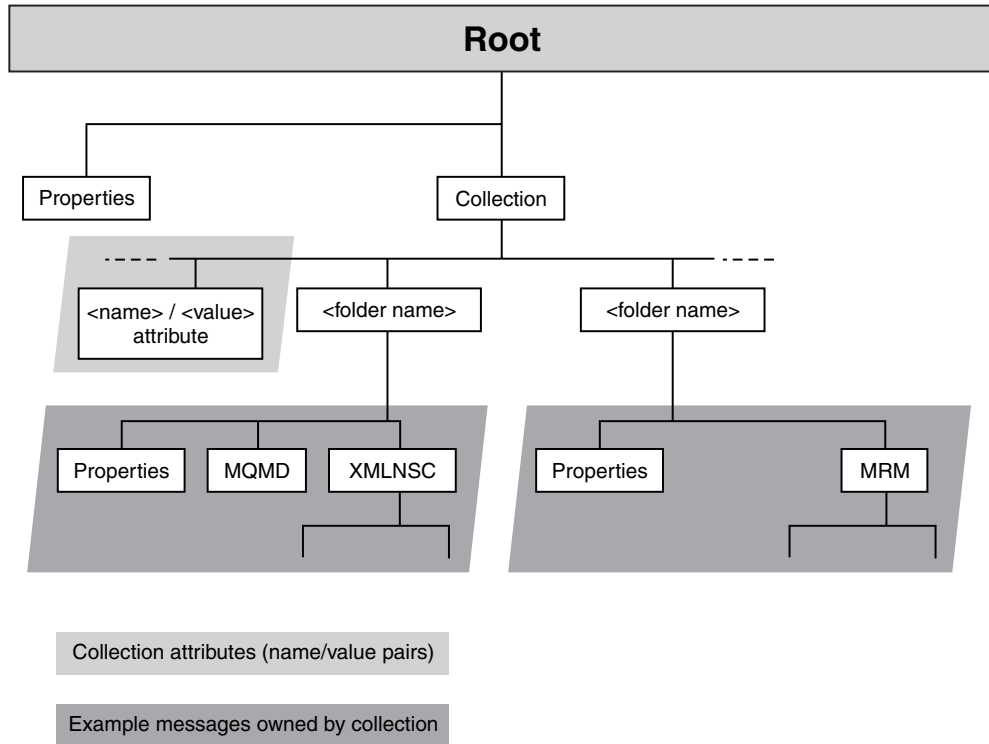 Root
Properties
Collection
<name> / <value>
attribute
<folder name>
<folder name>
Properties
MQMD
XMLNSC
Properties
MRM
Collection attributes (name/value pairs)
Example messages owned by collection